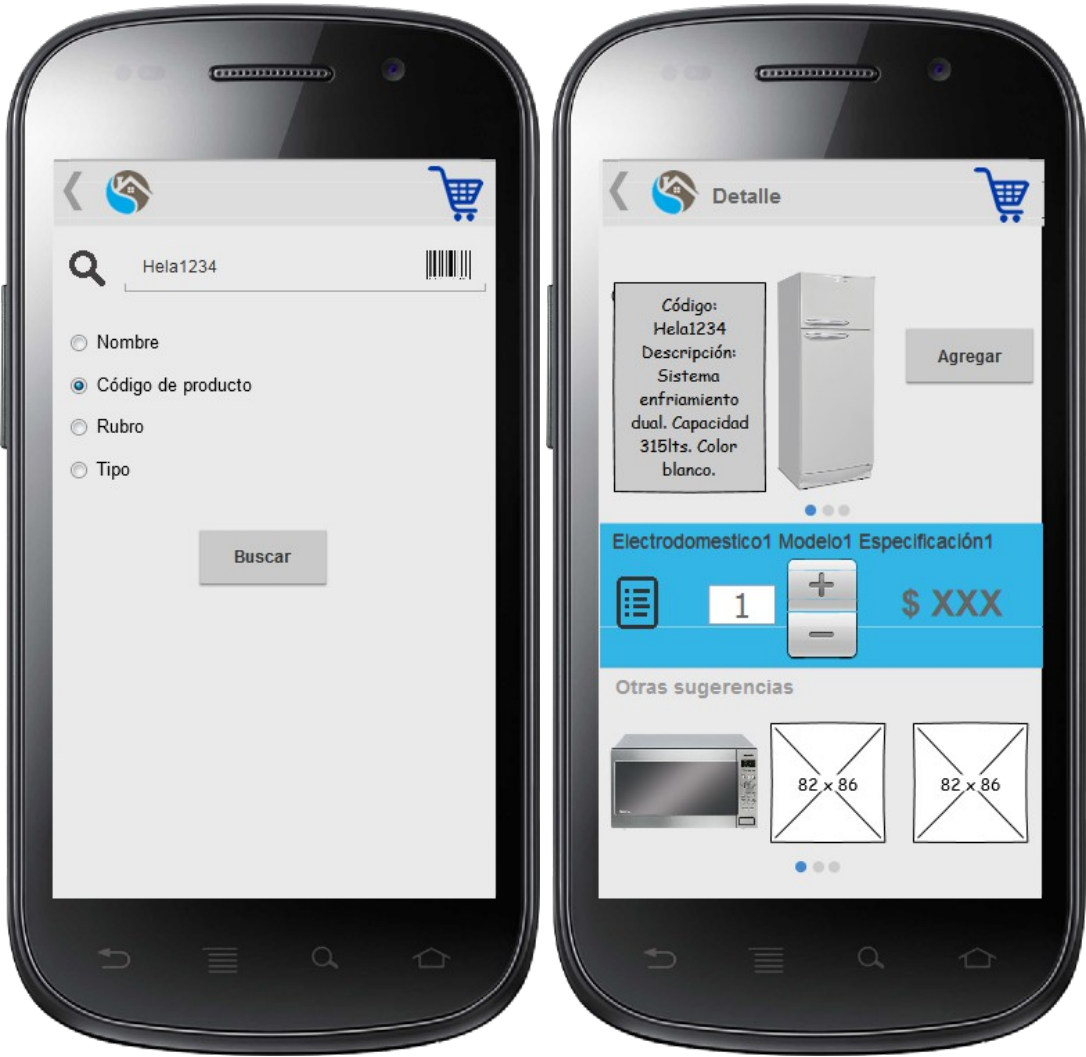 Hela1234
Nombre
Código de producto
Rubro
Tipo
Buscar
Detalle
Código:
Hela1234
Descripción:
Sistema
enfriamiento
dual. Capacidad
315lts. Color
blanco.
Agregar
Electrodomestico1 Modelo1 Especificación1
1
+
−
$ XXX
Otras sugerencias
82 x 86
82 x 86